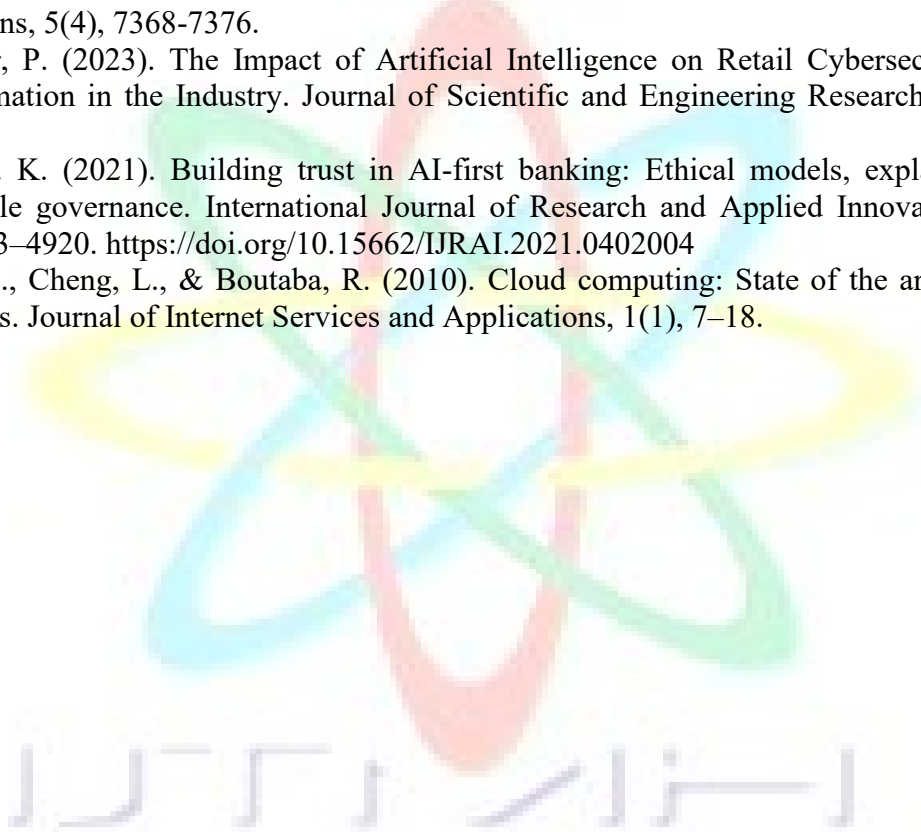 ns, 5(4), 7368-7376.
, P. (2023). The Impact of Artificial Intelligence on Retail Cybersec
mation in the Industry. Journal of Scientific and Engineering Research
. K. (2021). Building trust in AI-first banking: Ethical models, expl
le governance. International Journal of Research and Applied Innova
3–4920. https://doi.org/10.15662/IJRAI.2021.0402004
., Cheng, L., & Boutaba, R. (2010). Cloud computing: State of the ar
s. Journal of Internet Services and Applications, 1(1), 7–18.